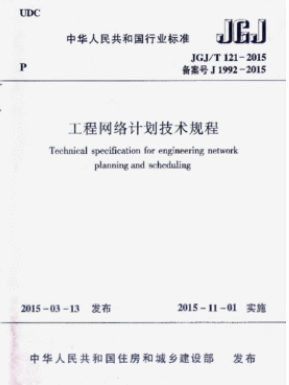 UDC
中华人民共和国行业标准 JGJ
JGJ/T 121-2015
P 备案号 J 1992-2015
工程网络计划技术规程
Technical specification for engineering network
planning and scheduling
2015-03-13 发布 2015-11-01 实施
中华人民共和国住房和城乡建设部 发布